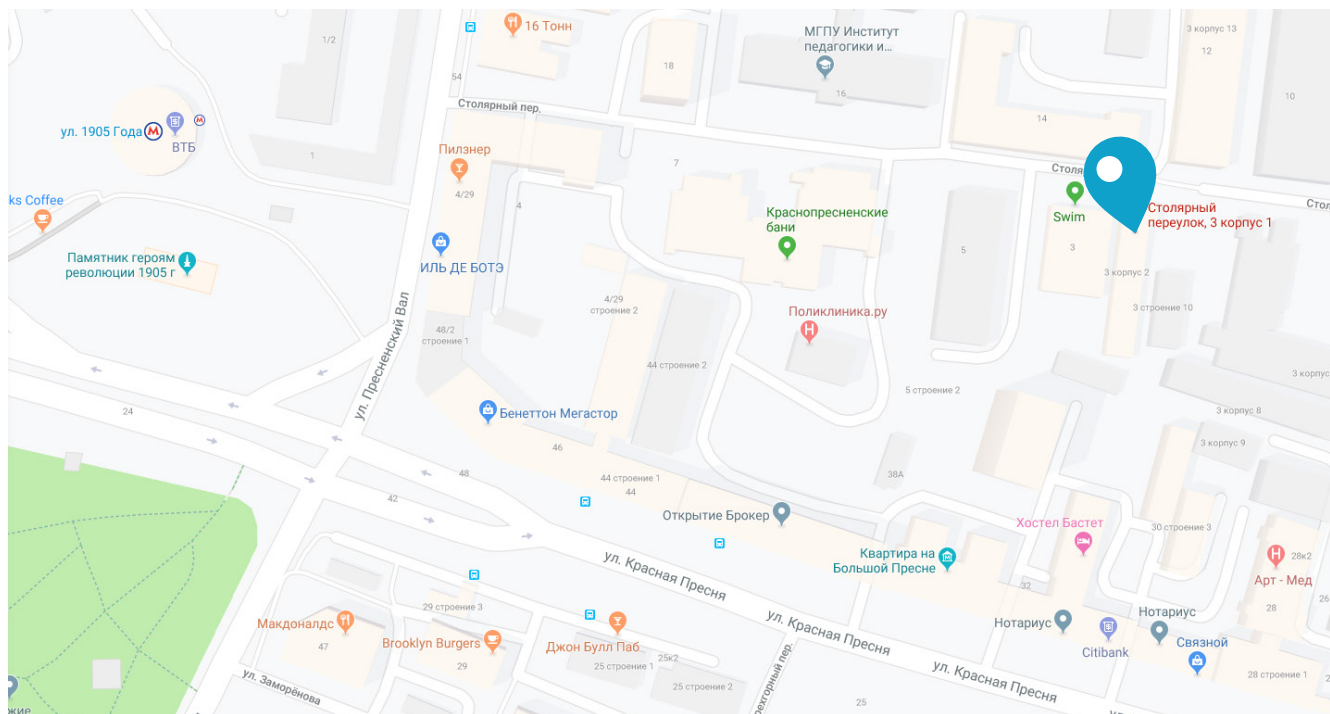 1/2
16 Тонн
МГПУ Институт
педагогики и...
3 корпус 13
12
18
16
10
54
Столярный пер.
14
ул. 1905 Года
М
М
ВТБ
1
Пилзнер
4/29
4
7
Столя
Стол
ks Coffee
Краснопресненские
бани
Swim
Столярный
переулок, 3 корпус 1
5
3
3 корпус 2
Памятник героям
революции 1905 г
ИЛЬ ДЕ БОТЭ
4/29
строение 2
3 строение 10
Поликлиника.ру
48/2
строение 1
ул. Пресненский Вал
44 строение 2
3 корпус
5 строение 2
24
Бенеттон Мегастор
3 корпус 8
46
3 корпус 9
48
44 строение 1
44
38А
42
Открытие Брокер
Хостел Бастет
30 строение 3
Квартира на
Большой Пресне
28к2
Арт - Мед
ул. Красная Пресня
32
29 строение 3
ул. Красная Пресня
Нотариус
Нотариус
28
26
Макдоналдс
47
Brooklyn Burgers
29
Джон Булл Паб
25к2
25 строение 1
Citibank
Связной
ул. Красная Пресня
28 строение 1
ул. Заморёнова
25 строение 2
рехгорный пер.
25
жие